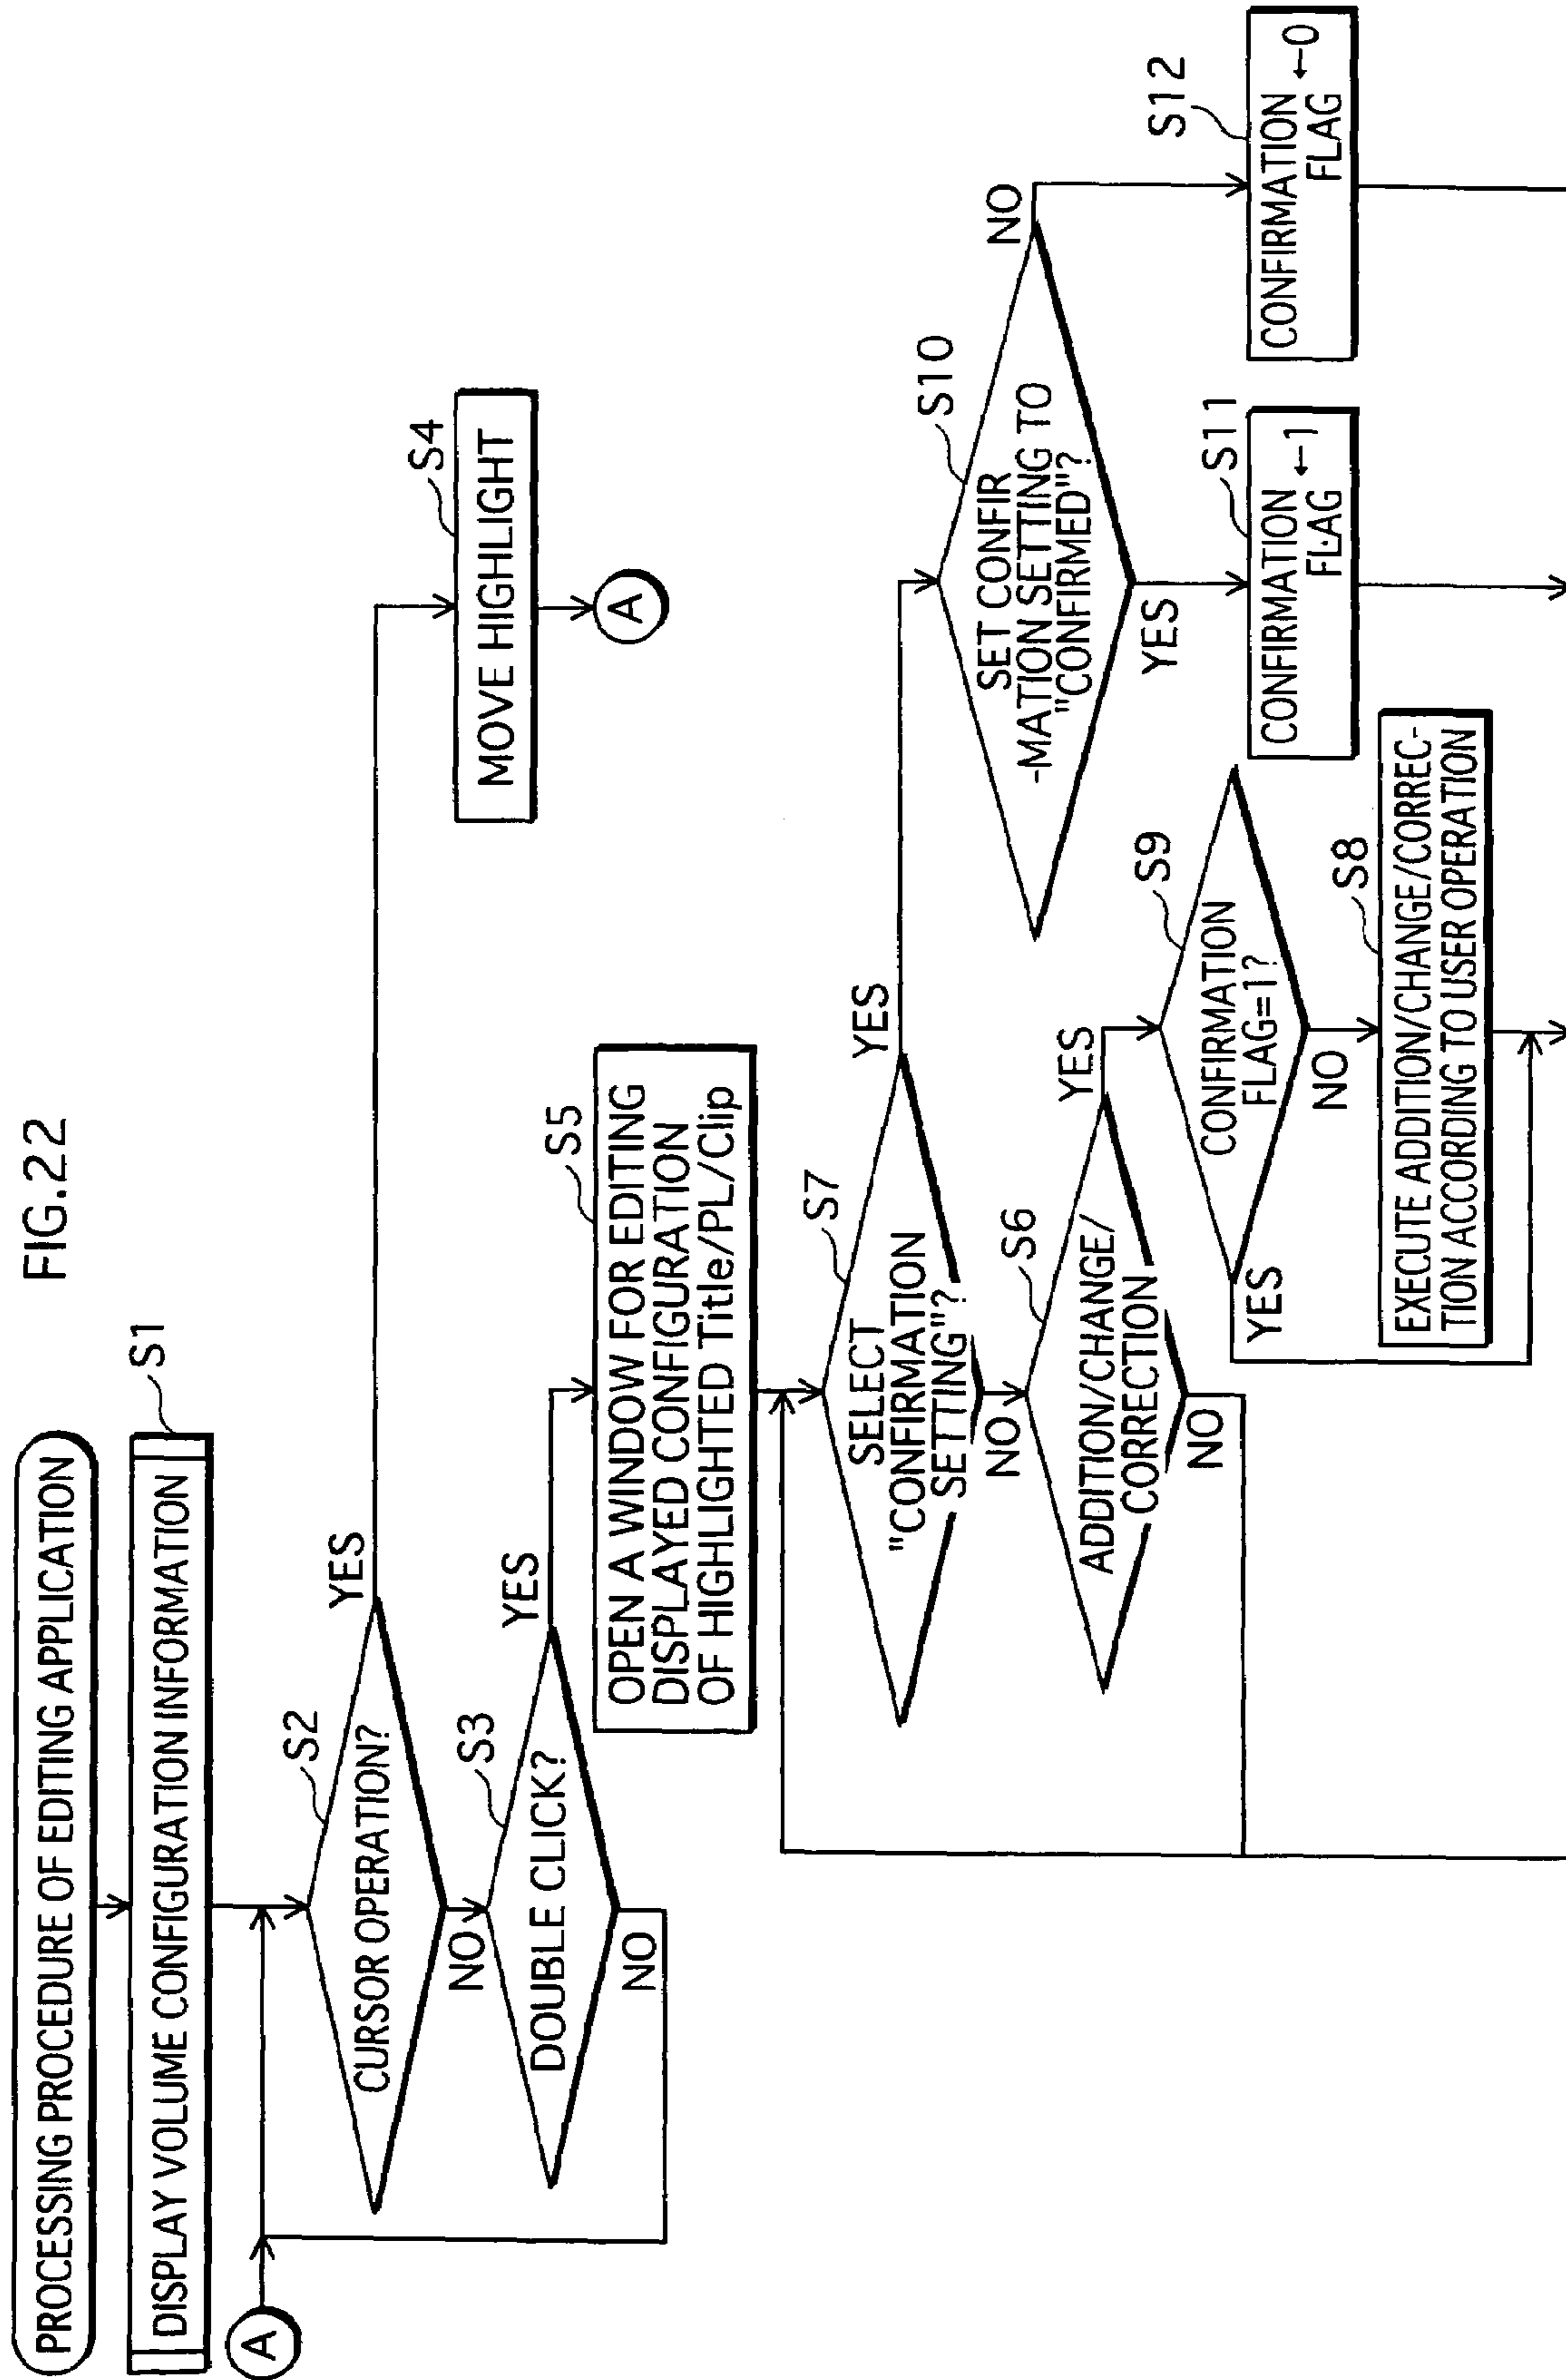 FIG.22
PROCESSING PROCEDURE OF EDITING APPLICATION
S1
DISPLAY VOLUME CONFIGURATION INFORMATION
A
S2
CURSOR OPERATION?
YES
NO
S3
DOUBLE CLICK?
YES
NO
S4
MOVE HIGHLIGHT
A
S5
OPEN A WINDOW FOR EDITING
DISPLAYED CONFIGURATION
OF HIGHLIGHTED Title/PL/Clip
S7
SELECT
"CONFIRMATION
SETTING"?
YES
NO
S6
ADDITION/CHANGE/
CORRECTION
YES
NO
S9
CONFIRMATION
FLAG=1?
YES
NO
S8
EXECUTE ADDITION/CHANGE/CORREC-
TION ACCORDING TO USER OPERATION
S10
SET CONFIR
-MATION SETTING TO
"CONFIRMED"?
NO
YES
S11
CONFIRMATION ←1
FLAG
S12
CONFIRMATION ←0
FLAG